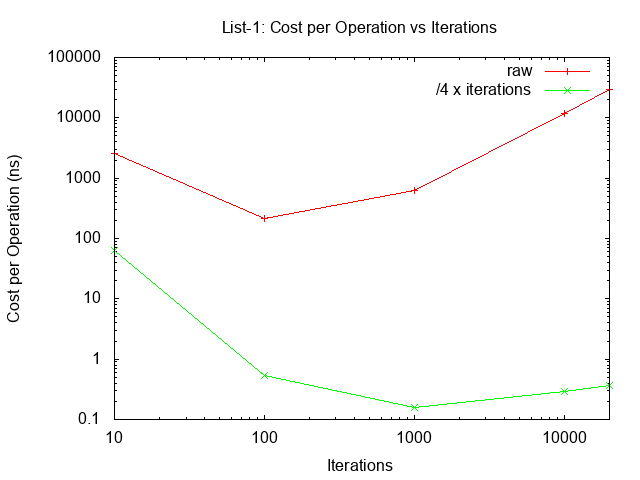 List-1: Cost per Operation vs Iterations
100000
10000
1000
100
10
1
0.1
Cost per Operation (ns)
raw
/4 x iterations
10
100
1000
10000
Iterations